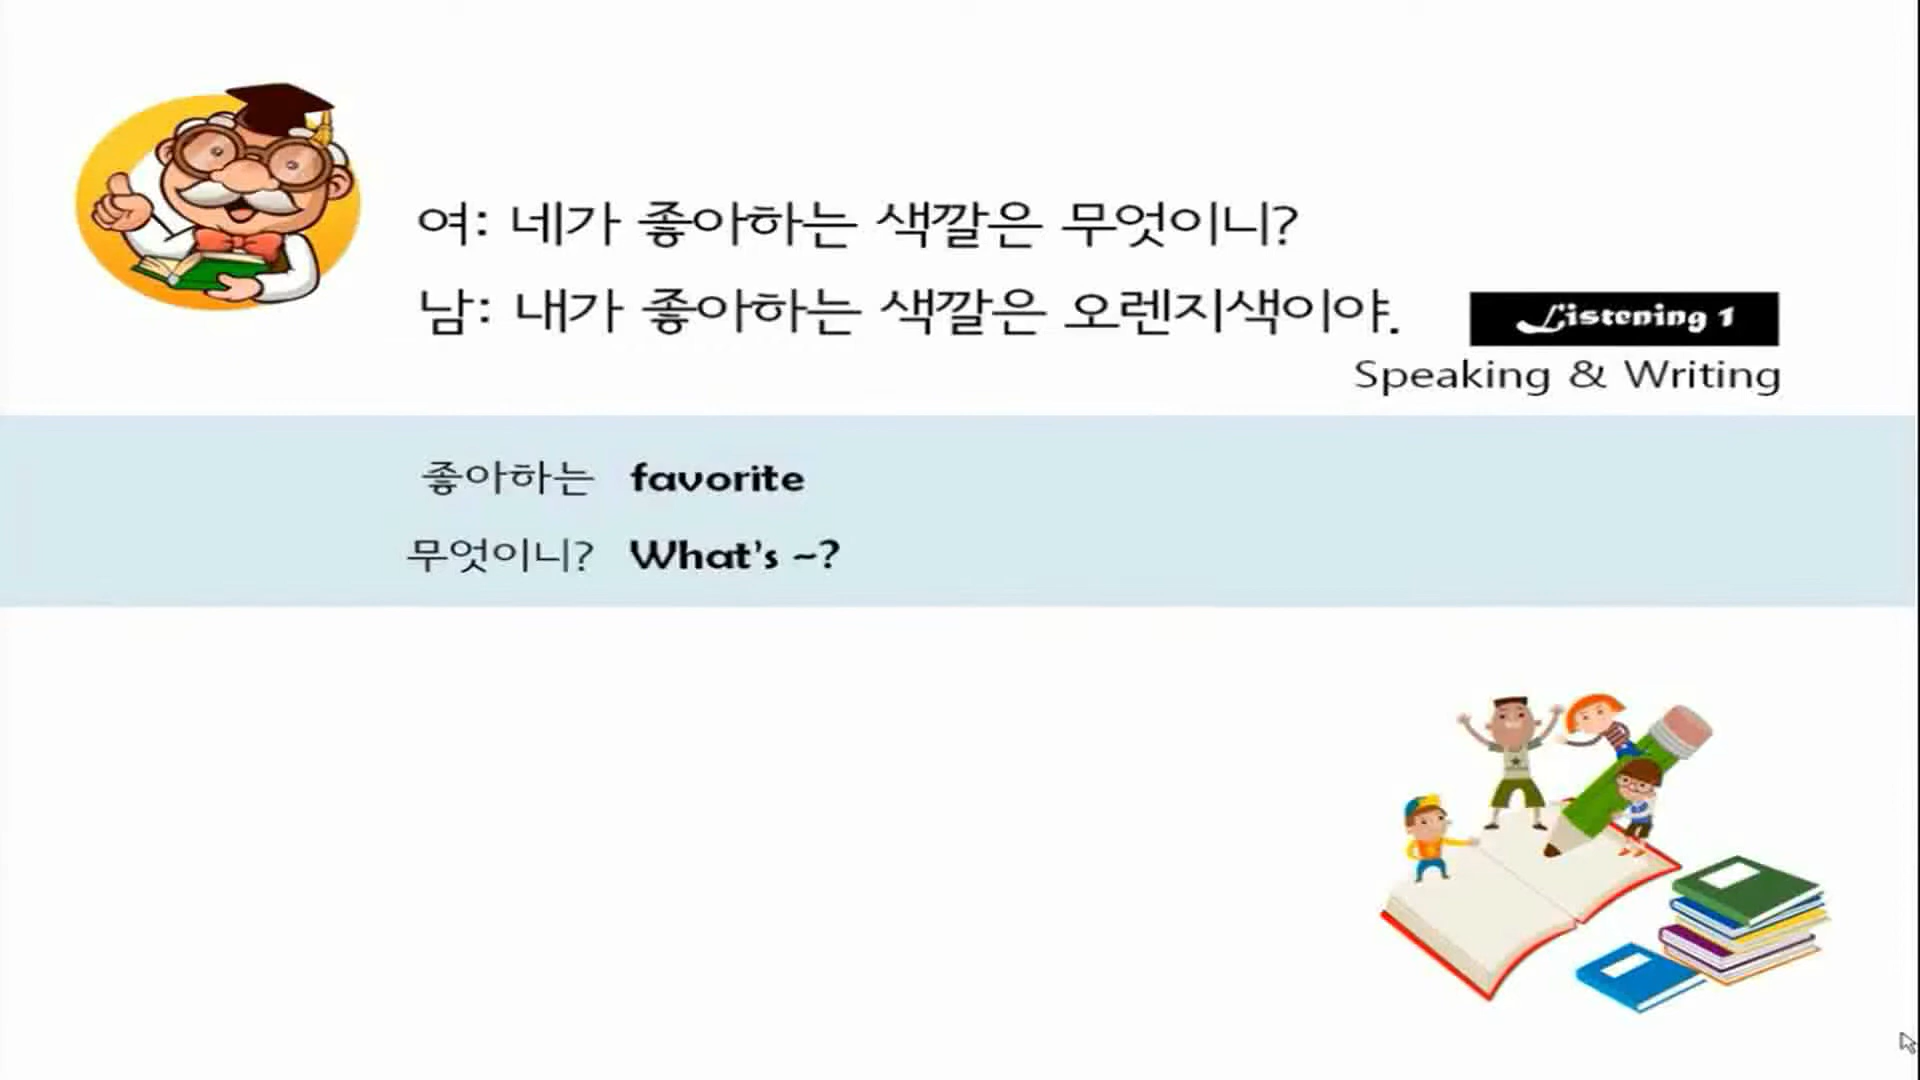 여: 네가 좋아하는 색깔은 무엇이니?
남: 내가 좋아하는 색깔은 오렌지색이야.
Listening 1
Speaking & Writing
좋아하는 favorite
무엇이니? What's ~?